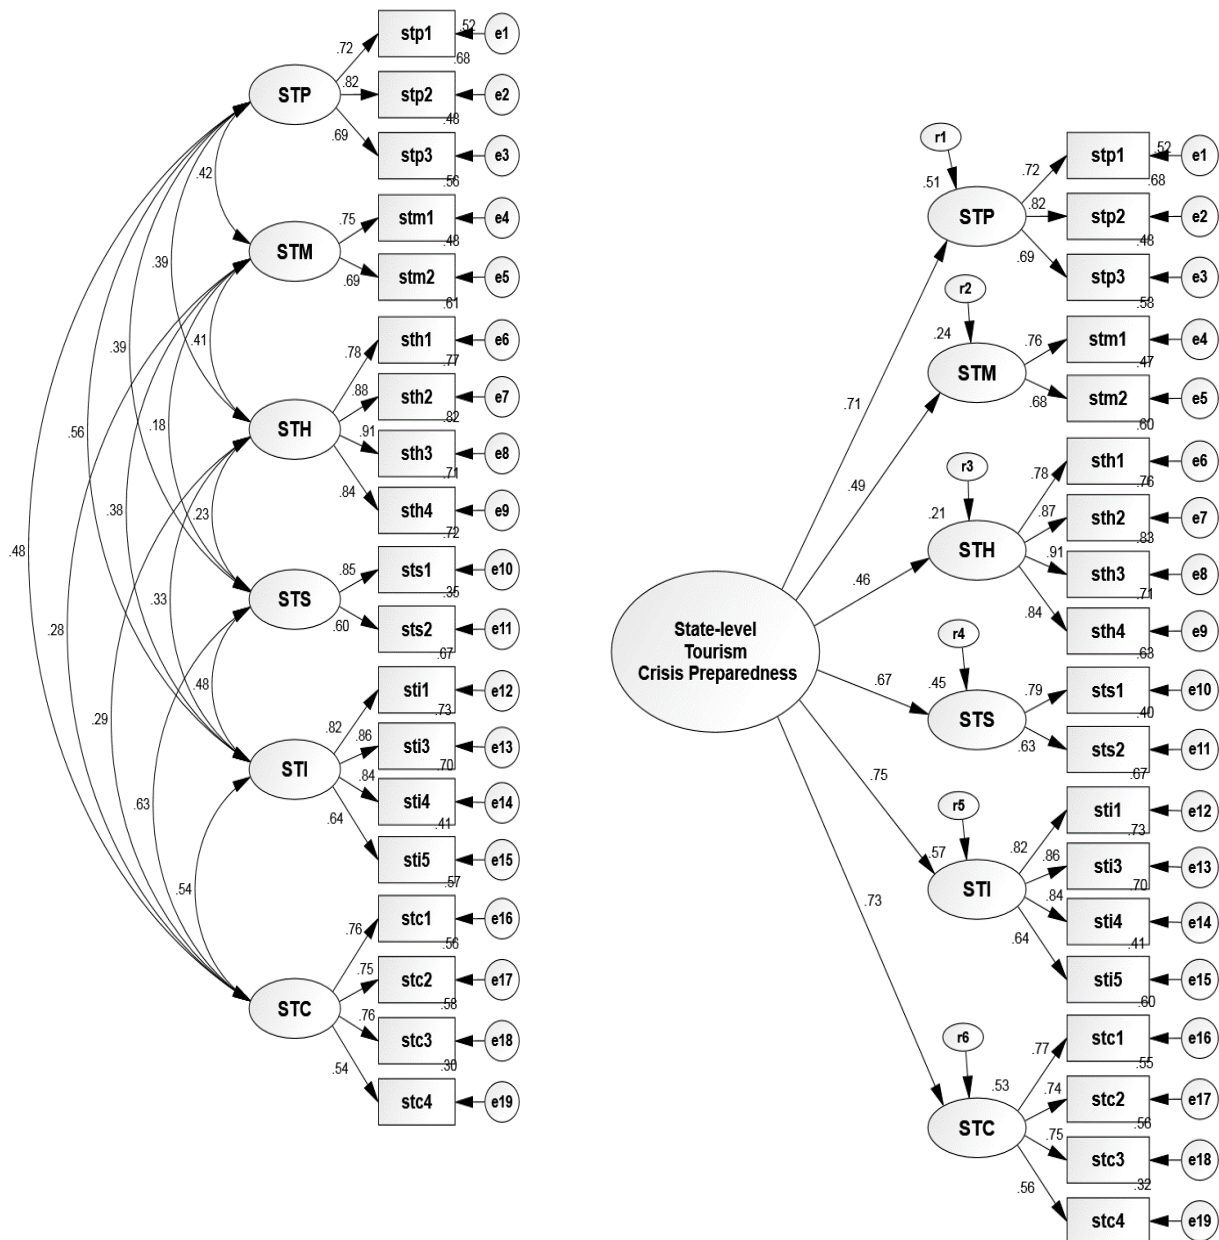 .52
stp1
e1
.72
.68
.82
STP
stp2
e2
.48
.69
stp3
e3
.56
.42
.75
stm1
e4
.48
STM
.39
.69
stm2
e5
.61
.39
.41
sth1
e6
.78
.77
.88
sth2
e7
.82
.56
.18
STH
.91
sth3
e8
.71
.84
sth4
e9
.38
.23
.72
.48
.85
sts1
e10
.35
.33
STS
.60
sts2
e11
.28
.67
.48
sti1
e12
.73
.29
.82
.86
sti3
e13
.70
STI
.84
sti4
e14
.63
.64
.41
sti5
e15
.57
.54
.76
stc1
e16
.56
.75
stc2
e17
.58
STC
.76
stc3
e18
.30
.54
stc4
e19
r1
.52
stp1
e1
.51
.72
.68
.82
STP
stp2
e2
.48
.69
stp3
e3
r2
.58
.24
.76
stm1
e4
.47
STM
.68
stm2
e5
.71
.60
r3
sth1
e6
.49
.78
.76
.21
.87
sth2
e7
.83
STH
.91
sth3
e8
.46
.71
.84
sth4
e9
r4
.63
State-level
Tourism
Crisis Preparedness
.67
.45
.79
sts1
e10
.40
STS
.63
sts2
e11
.67
.75
r5
sti1
e12
.73
.57
.82
.86
sti3
e13
.70
STI
.84
sti4
e14
.73
.64
.41
sti5
e15
.60
r6
.77
stc1
e16
.55
.53
.74
stc2
e17
.56
STC
.75
stc3
e18
.32
.56
stc4
e19